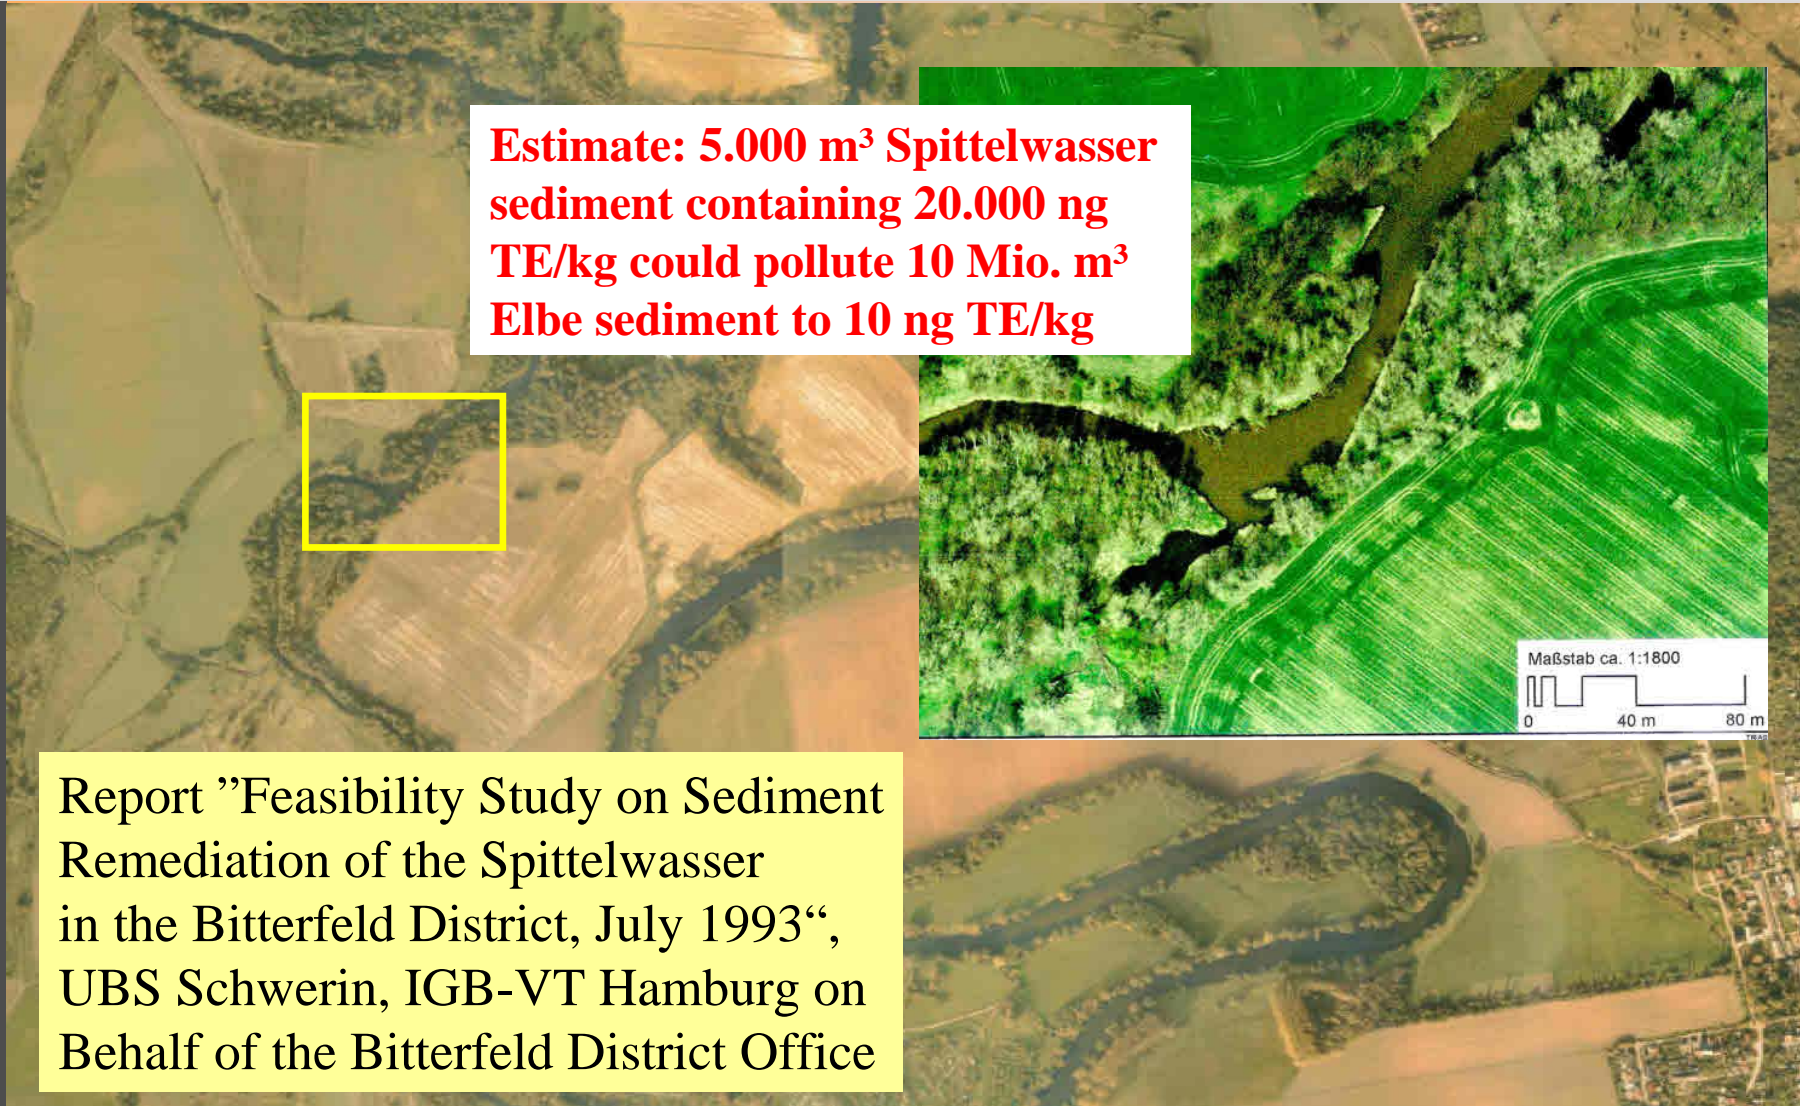 Estimate: 5.000 m³ Spittelwasser
sediment containing 20.000 ng
TE/kg could pollute 10 Mio. m³
Elbe sediment to 10 ng TE/kg
Maßstab ca. 1:1800
0 40 m 80 m
Report ”Feasibility Study on Sediment
Remediation of the Spittelwasser
in the Bitterfeld District, July 1993“,
UBS Schwerin, IGB-VT Hamburg on
Behalf of the Bitterfeld District Office